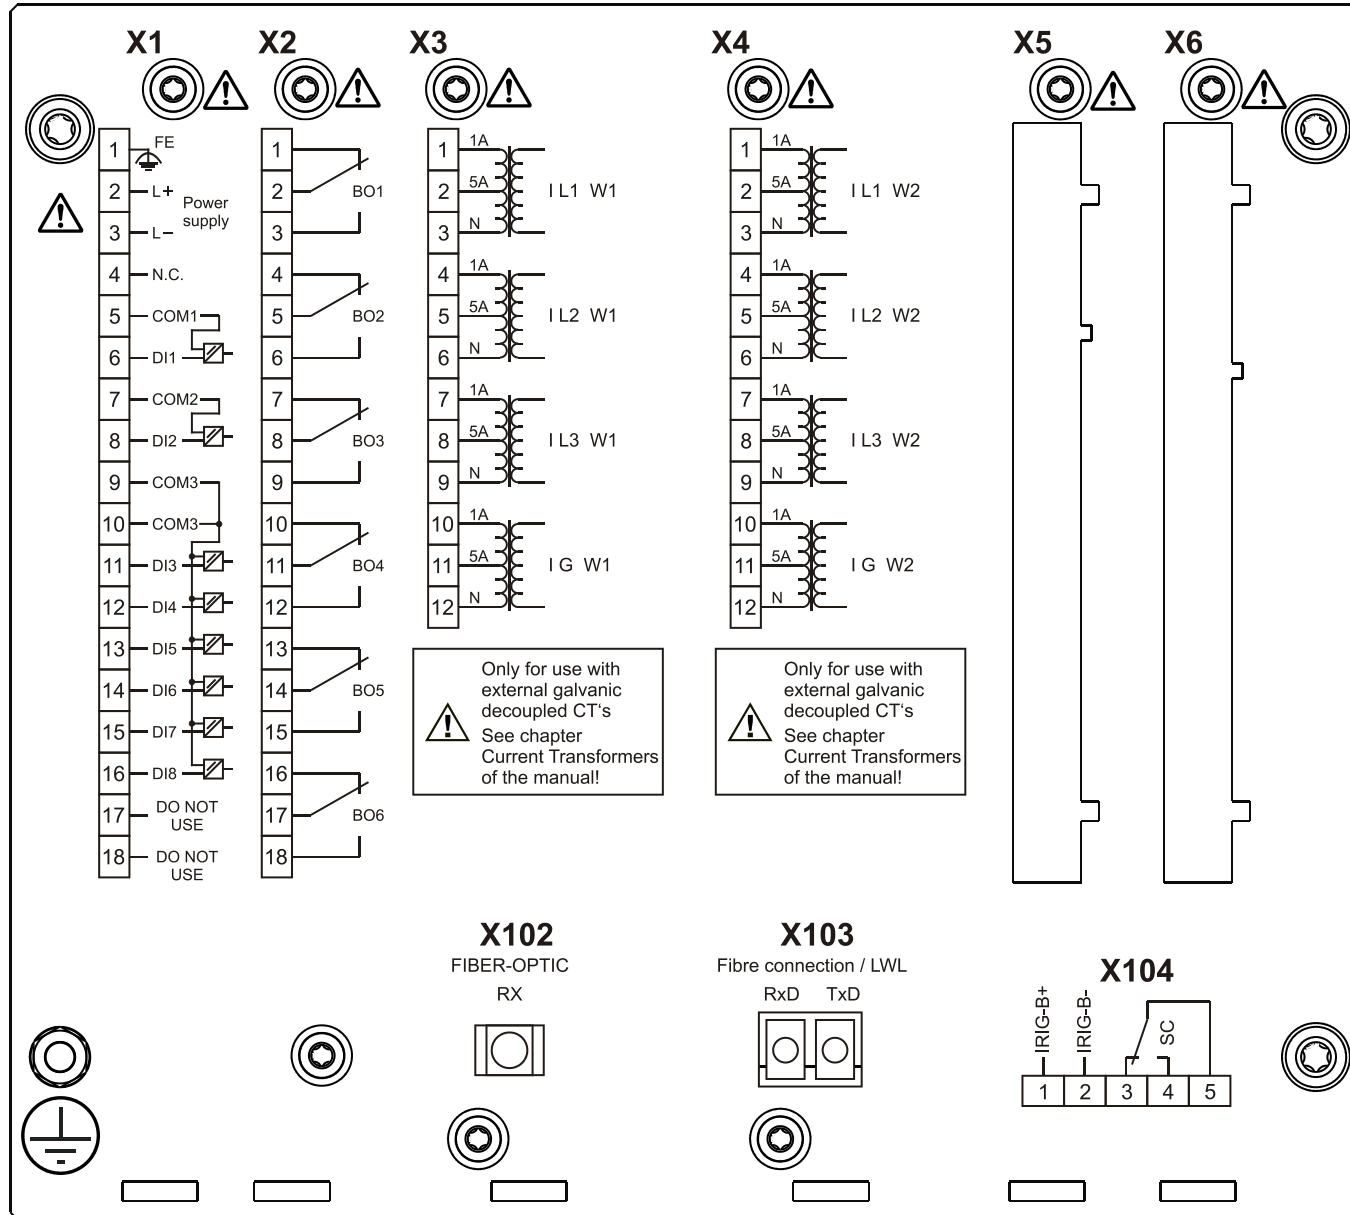 X1 X2 X3 X4 X5 X6
1 FE
2 L+
Power
supply
3 L-
4 N.C.
5 COM1
6 DI1
7 COM2
8 DI2
9 COM3
10 COM3
11 DI3
12 DI4
13 DI5
14 DI6
15 DI7
16 DI8
17 DO NOT
USE
18 DO NOT
USE
1
2 BO1
3
4
5 BO2
6
7
8 BO3
9
10
11 BO4
12
13
14 BO5
15
16
17 BO6
18
1 1A
2 5A I L1 W1
3 N
4 1A
5 5A I L2 W1
6 N
7 1A
8 5A I L3 W1
9 N
10 1A
11 5A I G W1
12 N
Only for use with
external galvanic
decoupled CT‘s
See chapter
Current Transformers
of the manual!
1 1A
2 5A I L1 W2
3 N
4 1A
5 5A I L2 W2
6 N
7 1A
8 5A I L3 W2
9 N
10 1A
11 5A I G W2
12 N
Only for use with
external galvanic
decoupled CT‘s
See chapter
Current Transformers
of the manual!
X102
FIBER-OPTIC
RX
X103
Fibre connection / LWL
RxD TxD
X104
IRIG-B+
IRIG-B-
SC
1 2 3 4 5